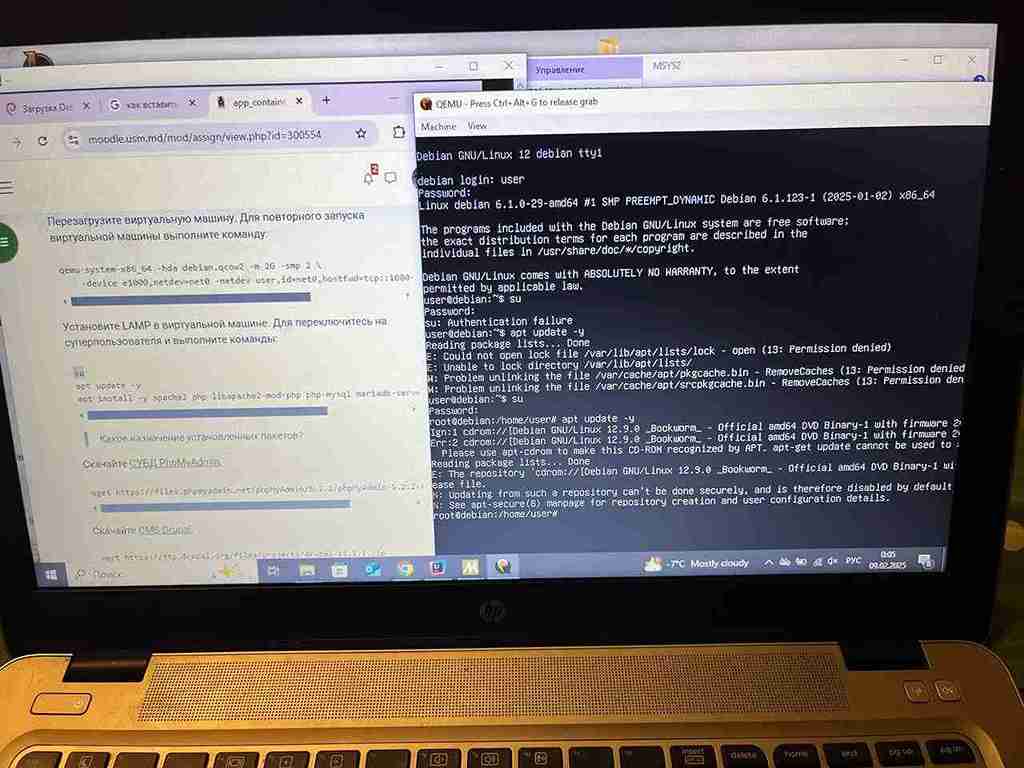 Управление
MSYS2
Загрузка De
как вставить
app_contain
moodle.usm.md/mod/assign/view.php?id=300554
2
Перезагрузите виртуальную машину. Для повторного запуска
виртуальной машины выполните команду:
qemu-system-x86_64 -hda debian.qcow2 -m 2G -smp 2 \
-device e1000,netdev=net0 -netdev user,id=net0,hostfwd=tcp::1080-
Установите LAMP в виртуальной машине. Для переключитесь на
суперпользователя и выполните команды:
su
apt update -y
apt install -y apache2 php libapache2-mod-php php-mysql mariadb-serve
Какое назначение установленных пакетов?
Скачайте СУБД PhpMyAdmin
wget https://files.phpmyadmin.net/phpMyAdmin/5.2.2/phpMyAdmin-5.2.2-
Скачайте CMS Drupal
QEMU - Press Ctrl+Alt+G to release grab
Machine View
Debian GNU/Linux 12 debian tty1
debian login: user
Password:
Linux debian 6.1.0-29-amd64 #1 SMP PREEMPT_DYNAMIC Debian 6.1.123-1 (2025-01-02) x86_64
The programs included with the Debian GNU/Linux system are free software;
the exact distribution terms for each program are described in the
individual files in /usr/share/doc/*/copyright.
Debian GNU/Linux comes with ABSOLUTELY NO WARRANTY, to the extent
permitted by applicable law.
user@debian:~$ su
Password:
su: Authentication failure
user@debian:~$ apt update -y
Reading package lists... Done
E: Could not open lock file /var/lib/apt/lists/lock - open (13: Permission denied)
E: Unable to lock directory /var/lib/apt/lists/
W: Problem unlinking the file /var/cache/apt/pkgcache.bin - RemoveCaches (13: Permission denied
W: Problem unlinking the file /var/cache/apt/srcpkgcache.bin - RemoveCaches (13: Permission den
user@debian:~$ su
Password:
root@debian:/home/user# apt update -y
Ign:1 cdrom://[Debian GNU/Linux 12.9.0 _Bookworm_ - Official amd64 DVD Binary-1 with firmware 2
Err:2 cdrom://[Debian GNU/Linux 12.9.0 _Bookworm_ - Official amd64 DVD Binary-1 with firmware 2
Please use apt-cdrom to make this CD-ROM recognized by APT. apt-get update cannot be used to
Reading package lists... Done
E: The repository 'cdrom://[Debian GNU/Linux 12.9.0 _Bookworm_ - Official amd64 DVD Binary-1 wi
ease file.
N: Updating from such a repository can't be done securely, and is therefore disabled by default
N: See apt-secure(8) manpage for repository creation and user configuration details.
root@debian:/home/user#
Поиск
-7°C Mostly cloudy
РУС
0:05
09.02.2025
hp
insert
delete
home
end
pg up
pg dn